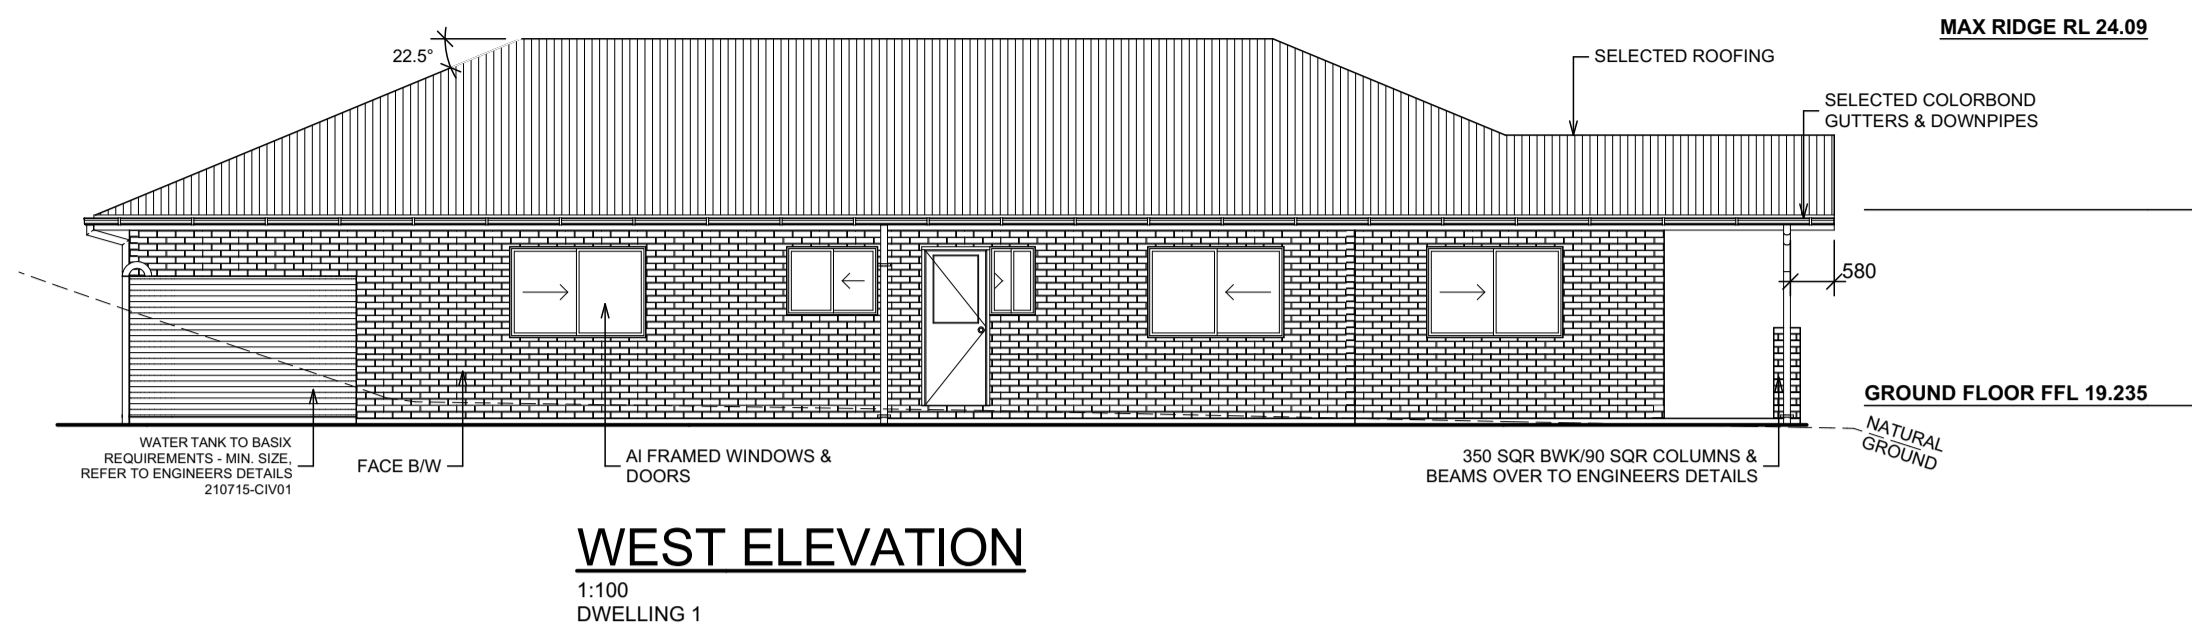 MAX RIDGE RL 24.09
22.5°
SELECTED ROOFING
SELECTED COLORBOND
GUTTERS & DOWNPIPES
580
GROUND FLOOR FFL 19.235
NATURAL
GROUND
WATER TANK TO BASIX
REQUIREMENTS - MIN. SIZE,
REFER TO ENGINEERS DETAILS
210715-CIV01
FACE B/W
Al FRAMED WINDOWS &
DOORS
350 SQR BWK/90 SQR COLUMNS &
BEAMS OVER TO ENGINEERS DETAILS
WEST ELEVATION
1:100
DWELLING 1